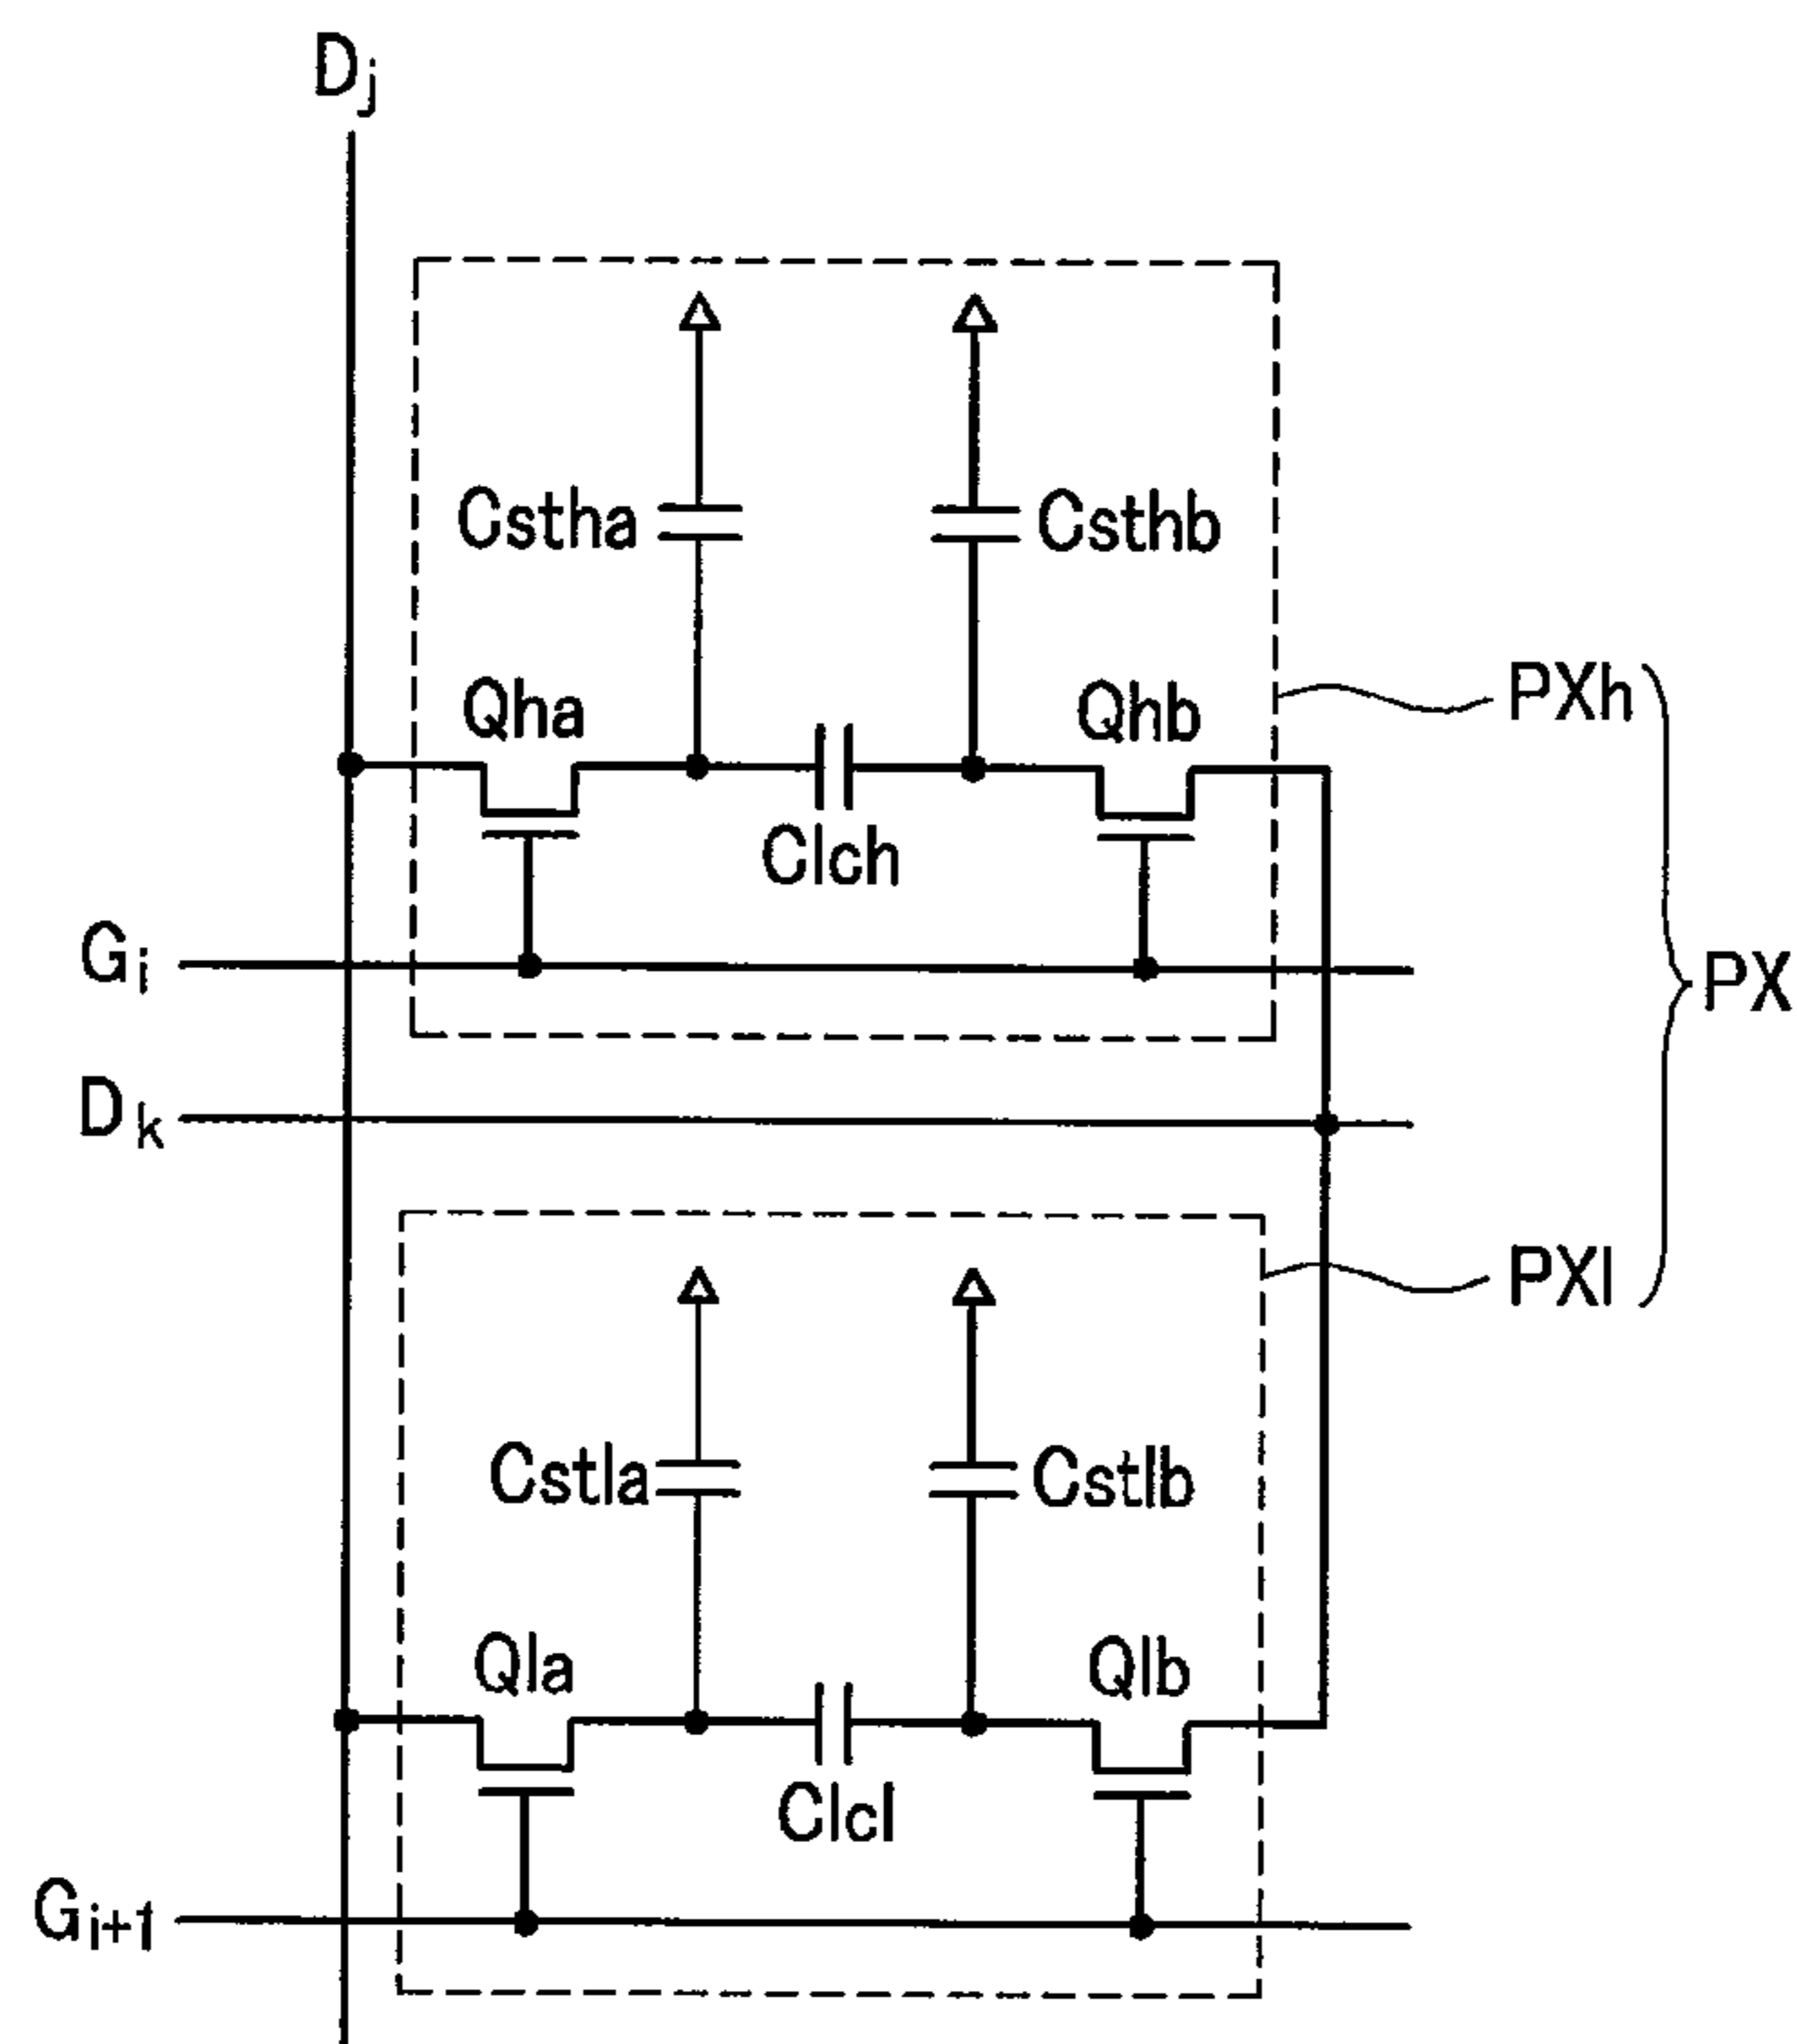 Dj
Cstha
Csthb
Qha
Qhb
PXh
Clch
Gi
PX
Dk
PXl
Cstla
Cstlb
Qla
Qlb
Clcl
Gi+1